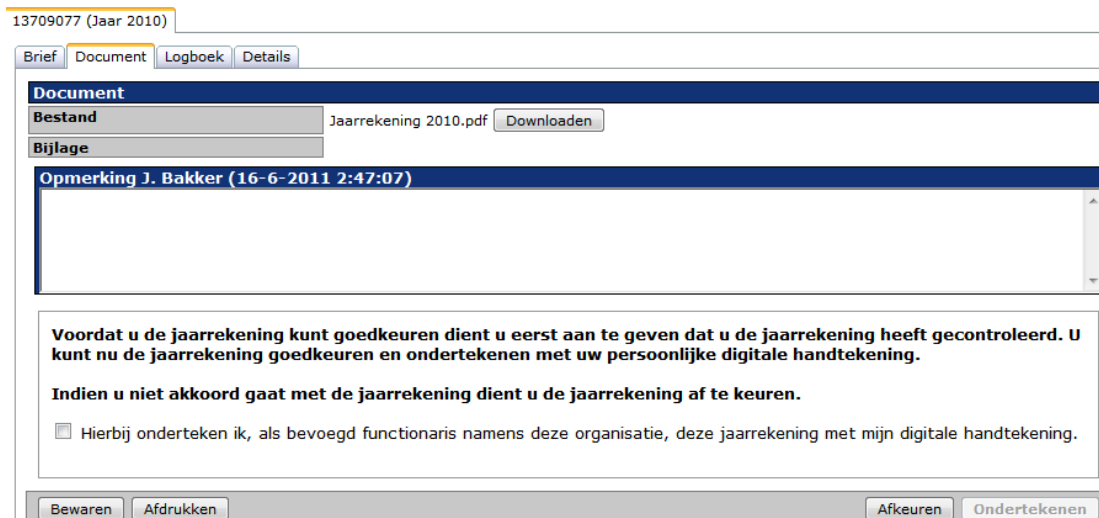 13709077 (Jaar 2010)
Brief Document Logboek Details
Document
Bestand Jaarrekening 2010.pdf Downloaden
Bijlage
Opmerking J. Bakker (16-6-2011 2:47:07)
Voordat u de jaarrekening kunt goedkeuren dient u eerst aan te geven dat u de jaarrekening heeft gecontroleerd. U
kunt nu de jaarrekening goedkeuren en ondertekenen met uw persoonlijke digitale handtekening.
Indien u niet akkoord gaat met de jaarrekening dient u de jaarrekening af te keuren.
Hierbij onderteken ik, als bevoegd functionaris namens deze organisatie, deze jaarrekening met mijn digitale handtekening.
Bewaren Afdrukken Afkeuren Ondertekenen